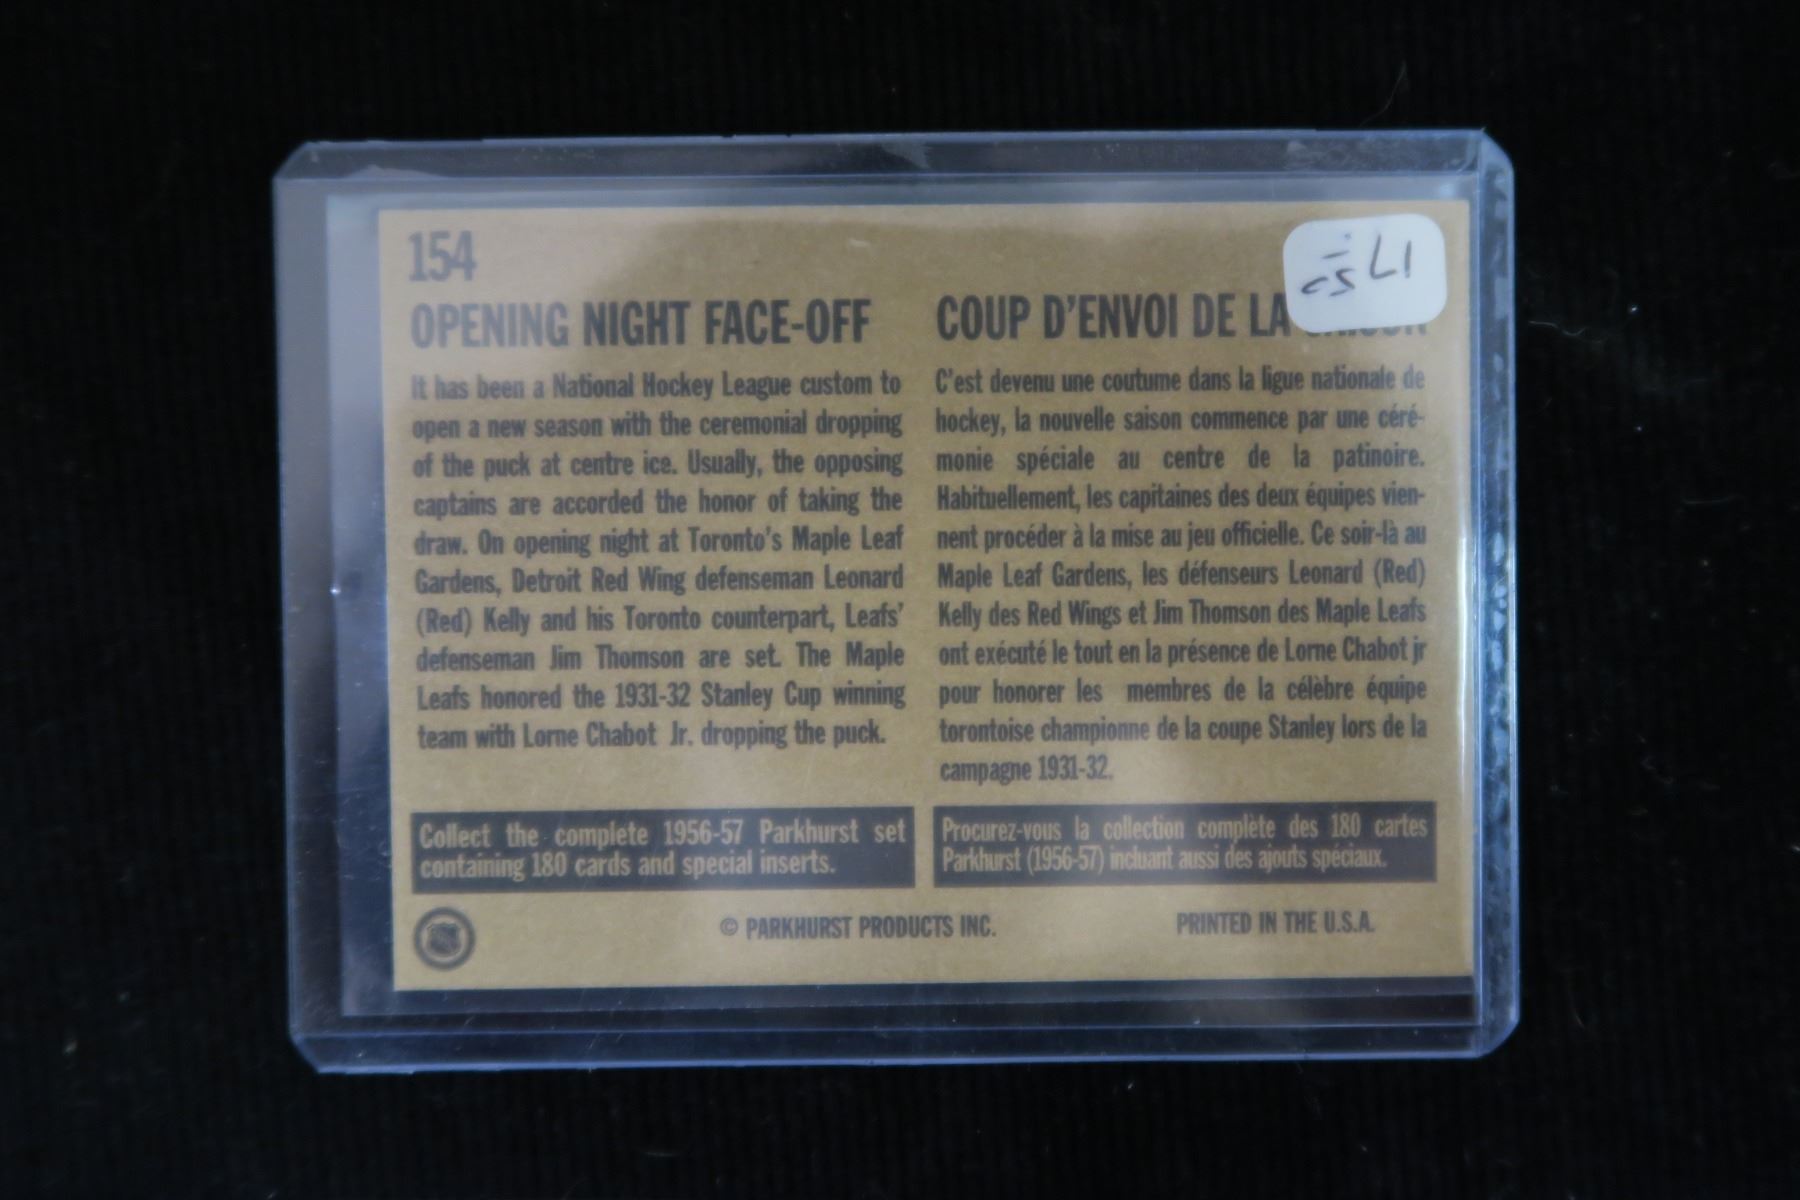 154
OPENING NIGHT FACE-OFF
It has been a National Hockey League custom to
open a new season with the ceremonial dropping
of the puck at centre ice. Usually, the opposing
captains are accorded the honor of taking the
draw. On opening night at Toronto's Maple Leaf
Gardens, Detroit Red Wing defenseman Leonard
(Red) Kelly and his Toronto counterpart, Leafs'
defenseman Jim Thomson are set. The Maple
Leafs honored the 1931-32 Stanley Cup winning
team with Lorne Chabot Jr. dropping the puck.
Collect the complete 1956-57 Parkhurst set
containing 180 cards and special inserts.
COUP D'ENVOI DE LA
C'est devenu une coutume dans la ligue nationale de
hockey, la nouvelle saison commence par une céré-
monie spéciale au centre de la patinoire.
Habituellement, les capitaines des deux équipes vien-
nent procéder à la mise au jeu officielle. Ce soir-là au
Maple Leaf Gardens, les défenseurs Leonard (Red)
Kelly des Red Wings et Jim Thomson des Maple Leafs
ont exécuté le tout en la présence de Lorne Chabot jr
pour honorer les membres de la célèbre équipe
torontoise championne de la coupe Stanley lors de la
campagne 1931-32.
Procurez-vous la collection complète des 180 cartes
Parkhurst (1956-57) incluant aussi des ajouts spéciaux.
© PARKHURST PRODUCTS INC.
PRINTED IN THE U.S.A.